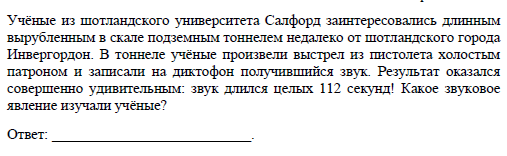 Учёные из шотландского университета Салфорд заинтересовались длинным
вырубленным в скале подземным тоннелем недалеко от шотландского города
Инвергордон. В тоннеле учёные произвели выстрел из пистолета холостым
патроном и записали на диктофон получившийся звук. Результат оказался
совершенно удивительным: звук длился целых 112 секунд! Какое звуковое
явление изучали учёные?
Ответ: ___________________________.